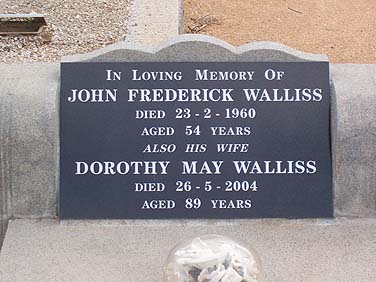 In Loving Memory Of
JOHN FREDERICK WALLISS
DIED 23-2-1960
AGED 54 YEARS
ALSO HIS WIFE
DOROTHY MAY WALLISS
DIED 26-5-2004
AGED 89 YEARS